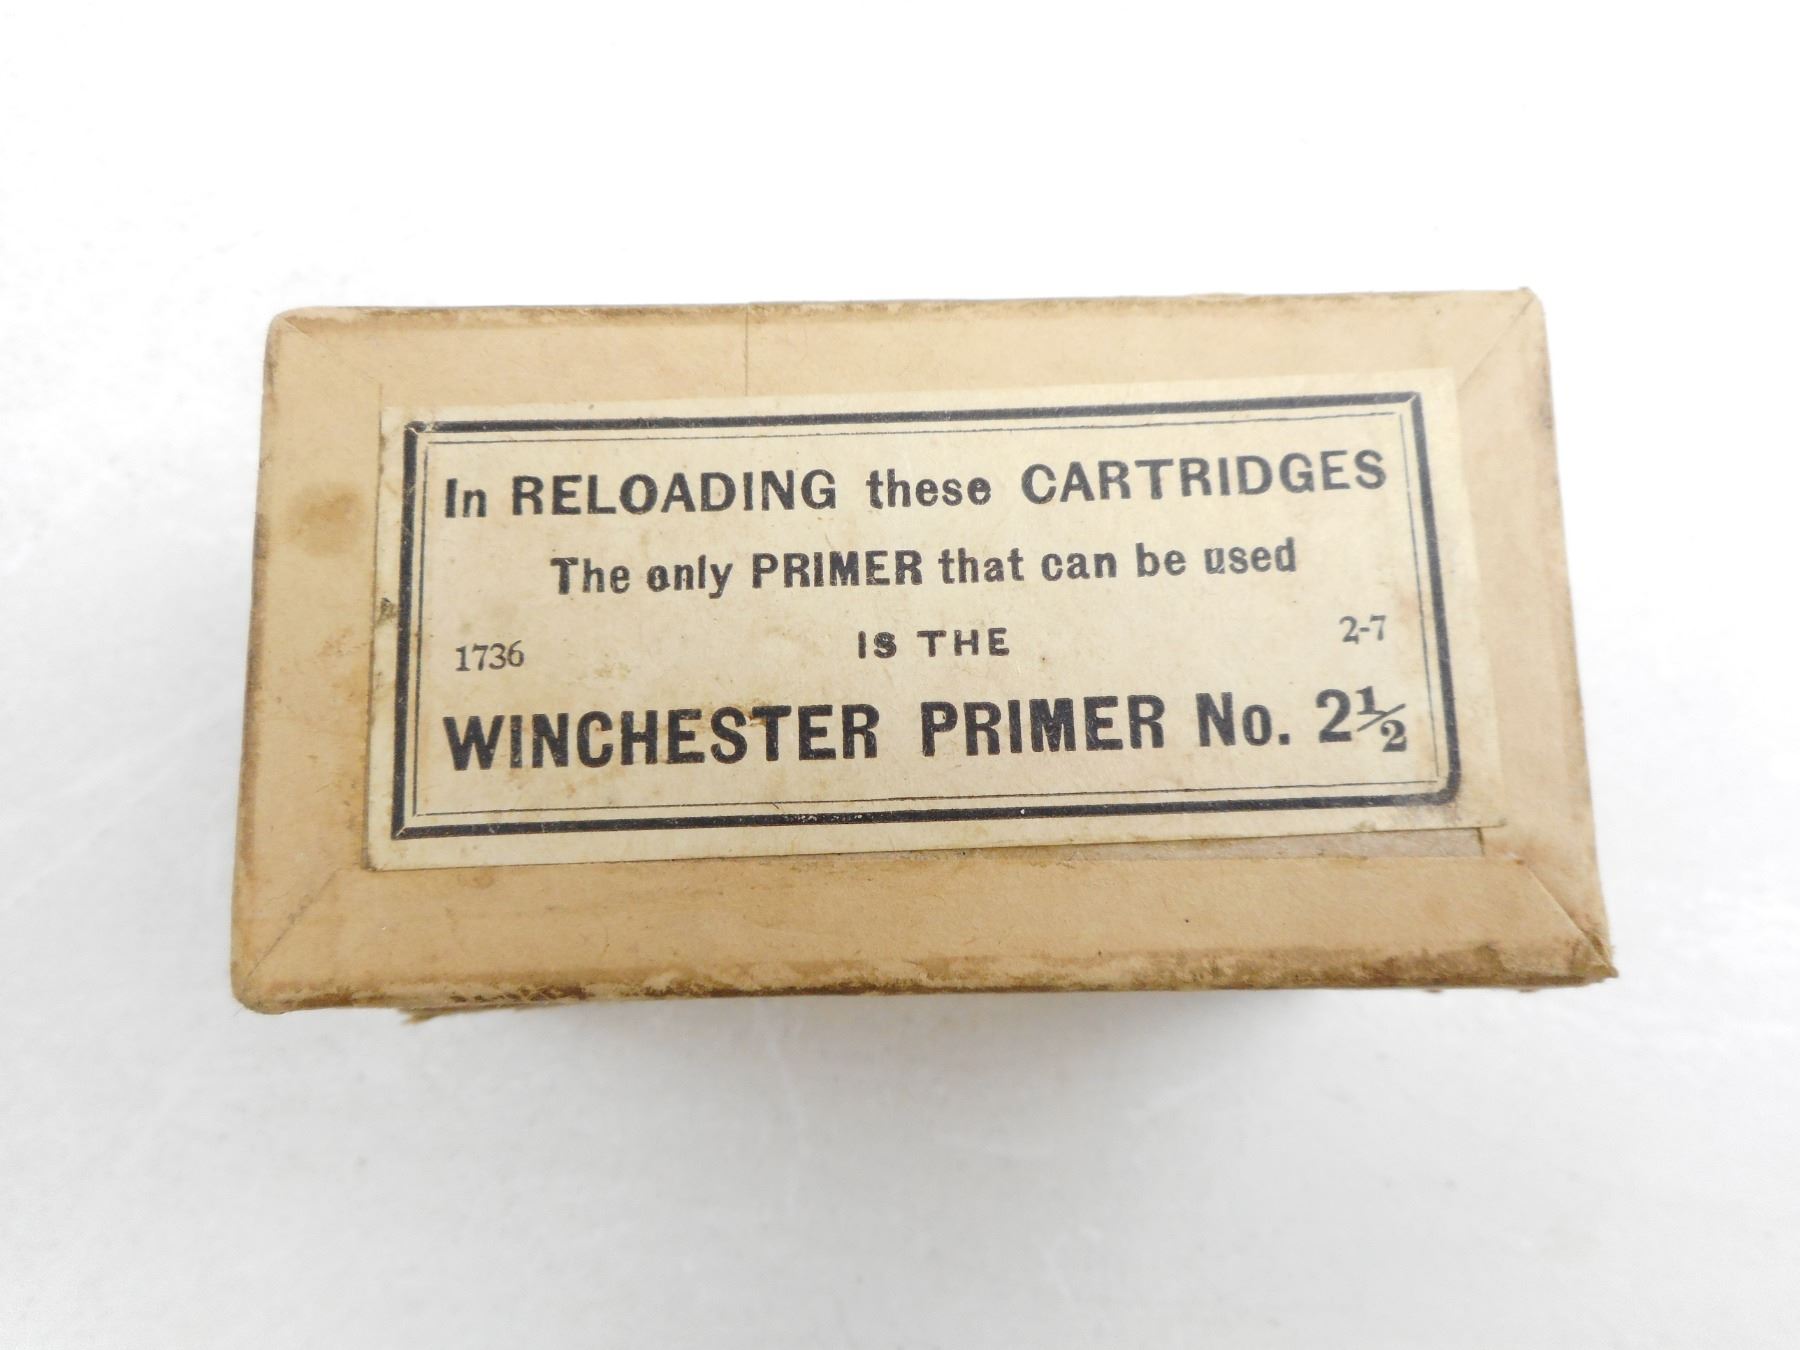 In RELOADING these CARTRIDGES
The only PRIMER that can be used
IS THE
1736 2-7
WINCHESTER PRIMER No. 2½